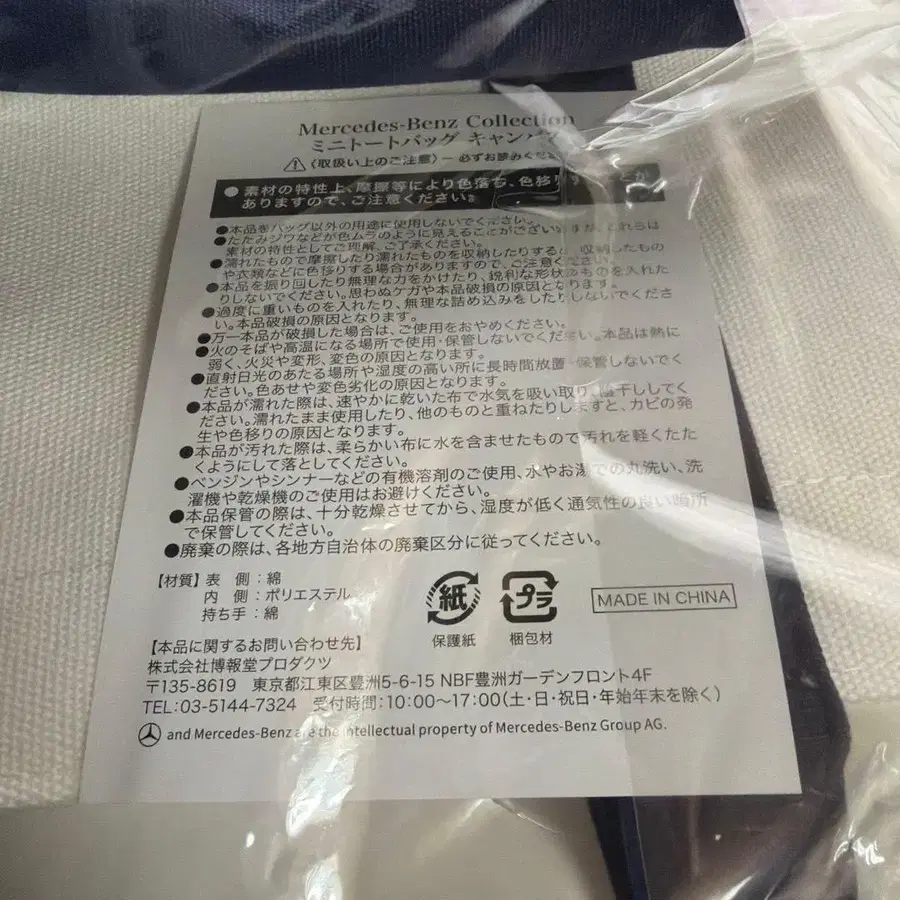 Mercedes-Benz Collection
ミニトートバッグ キャンバス
〈取扱い上のご注意〉－必ずお読みくだ
●素材の特性上、摩擦等により色落ち、色移り
ありますので、ご注意ください。
●本品をバッグ以外の用途に使用しないでください。
●たたみジワなどが色ムラのように見えることがございますが、これらは
素材の特性としてご理解、ご了承ください。
●濡れたもので摩擦したり濡れたものを収納したりすると、収納したもの
や衣類などに色移りする場合がありますので、ご注意ください。
●本品を振り回したり無理な力をかけたり、鋭利な形状のものを入れた
りしないでください。思わぬケガや本品破損の原因となります。
●過度に重いものを入れたり、無理な詰め込みをしたりしないでくださ
い。本品破損の原因となります。
●万一本品が破損した場合は、ご使用をおやめください。
●火のそばや高温になる場所で使用・保管しないでください。本品は熱に
弱く、火災や変形、変色の原因となります。
●直射日光のあたる場所や湿度の高い所に長時間放置・保管しないでく
ださい。色あせや変色劣化の原因となります。
●本品が濡れた際は、速やかに乾いた布で水気を吸い取り、陰干ししてく
ださい。濡れたまま使用したり、他のものと重ねたりしますと、カビの発
生や色移りの原因となります。
●本品が汚れた際は、柔らかい布に水を含ませたもので汚れを軽くたた
くようにして落としてください。
●ベンジンやシンナーなどの有機溶剤のご使用、水やお湯での丸洗い、洗
濯機や乾燥機のご使用はお避けください。
●本品保管の際は、十分乾燥させてから、湿度が低く通気性の良い場所
で保管してください。
●廃棄の際は、各地方自治体の廃棄区分に従ってください。
【材質】表 側：綿
内 側：ポリエステル
持ち手：綿
紙
保護紙
プラ
梱包材
MADE IN CHINA
【本品に関するお問い合わせ先】
株式会社博報堂プロダクツ
〒135-8619 東京都江東区豊洲5-6-15 NBF豊洲ガーデンフロント4F
TEL:03-5144-7324 受付時間：10:00～17:00（土・日・祝日・年始年末を除く）
and Mercedes-Benz are the intellectual property of Mercedes-Benz Group AG.